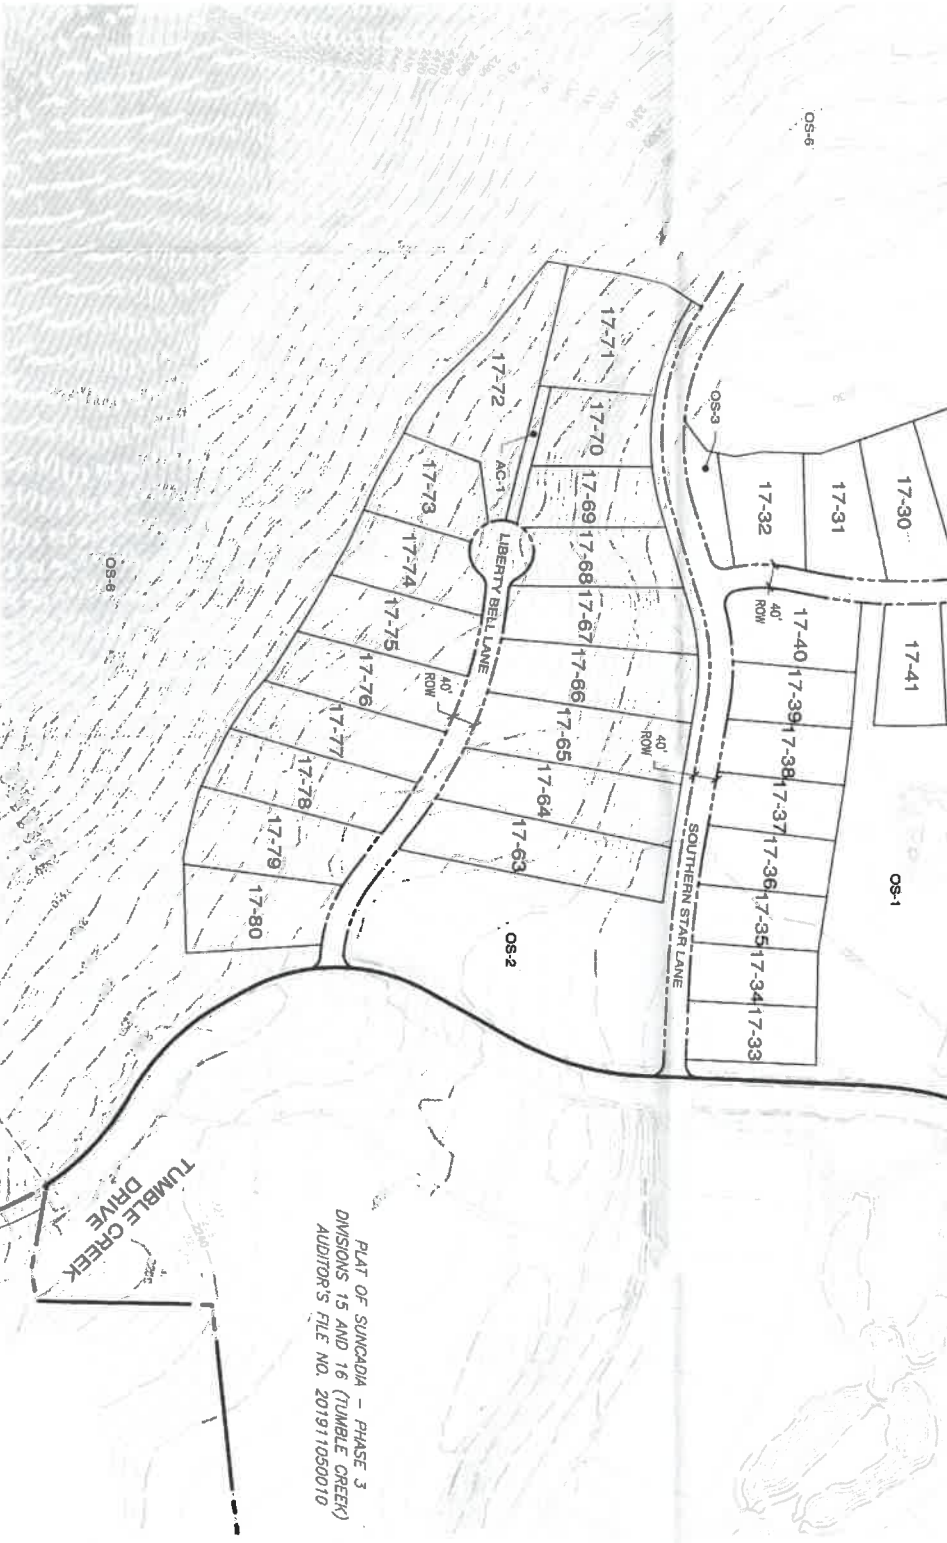 OS-6
17-71
17-72
17-70
AC-1
17-69
17-68
17-67
17-66
17-65
17-64
17-63
17-73
17-74
17-75
17-76
17-77
17-78
17-79
17-80
LIBERTY BELL LANE
40'
ROW
OS-3
17-32
17-31
17-30
40'
ROW
17-40
17-41
17-39
17-38
17-37
17-36
17-35
17-34
17-33
40'
ROW
SOUTHERN STAR LANE
OS-1
OS-2
OS-6
TUMBLE CREEK
DRIVE
PLAT OF SUNCADIA - PHASE 3
DIVISIONS 15 AND 16 (TUMBLE CREEK)
AUDITOR'S FILE NO. 201911050010